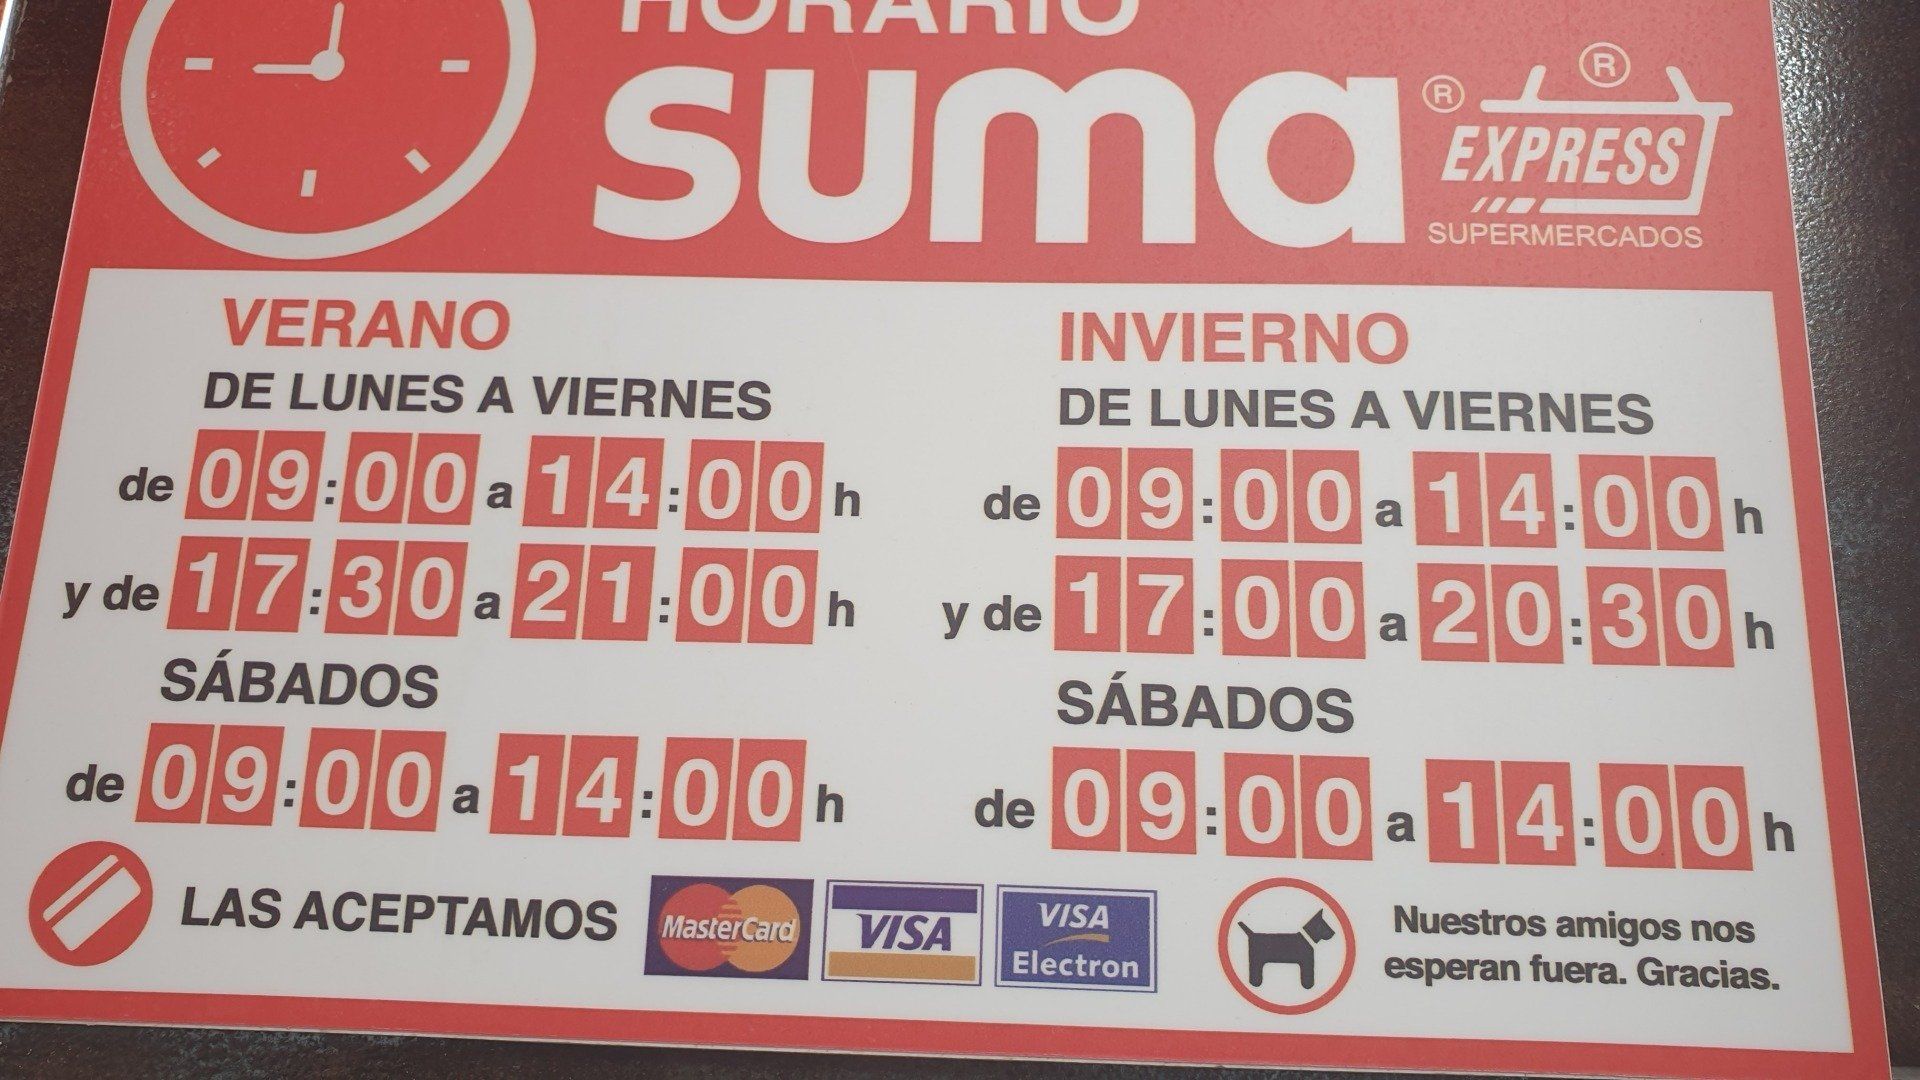 HORARIO
suma ®
® EXPRESS
SUPERMERCADOS
VERANO
DE LUNES A VIERNES
de 09:00 a 14:00 h
y de 17:30 a 21:00 h
SÁBADOS
de 09:00 a 14:00 h
INVIERNO
DE LUNES A VIERNES
de 09:00 a 14:00 h
y de 17:00 a 20:30 h
SÁBADOS
de 09:00 a 14:00 h
LAS ACEPTAMOS
MasterCard
VISA
VISA
Electron
Nuestros amigos nos
esperan fuera. Gracias.